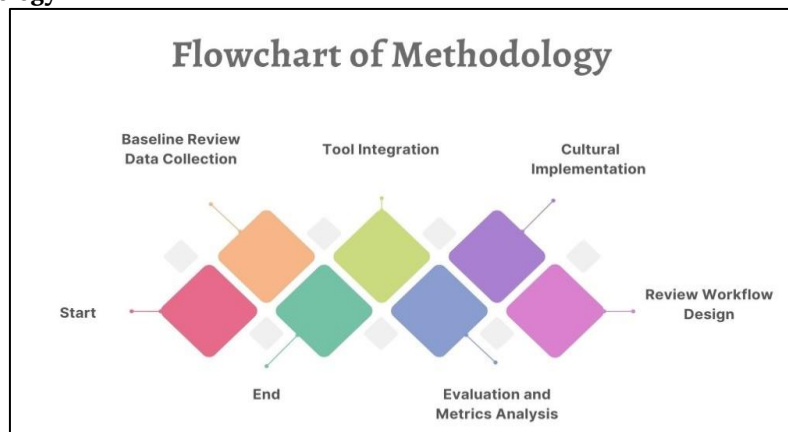 ology
Flowchart of Methodology
Baseline Review
Data Collection
Tool Integration
Cultural
Implementation
Start
Review Workflow
Design
End
Evaluation and
Metrics Analysis